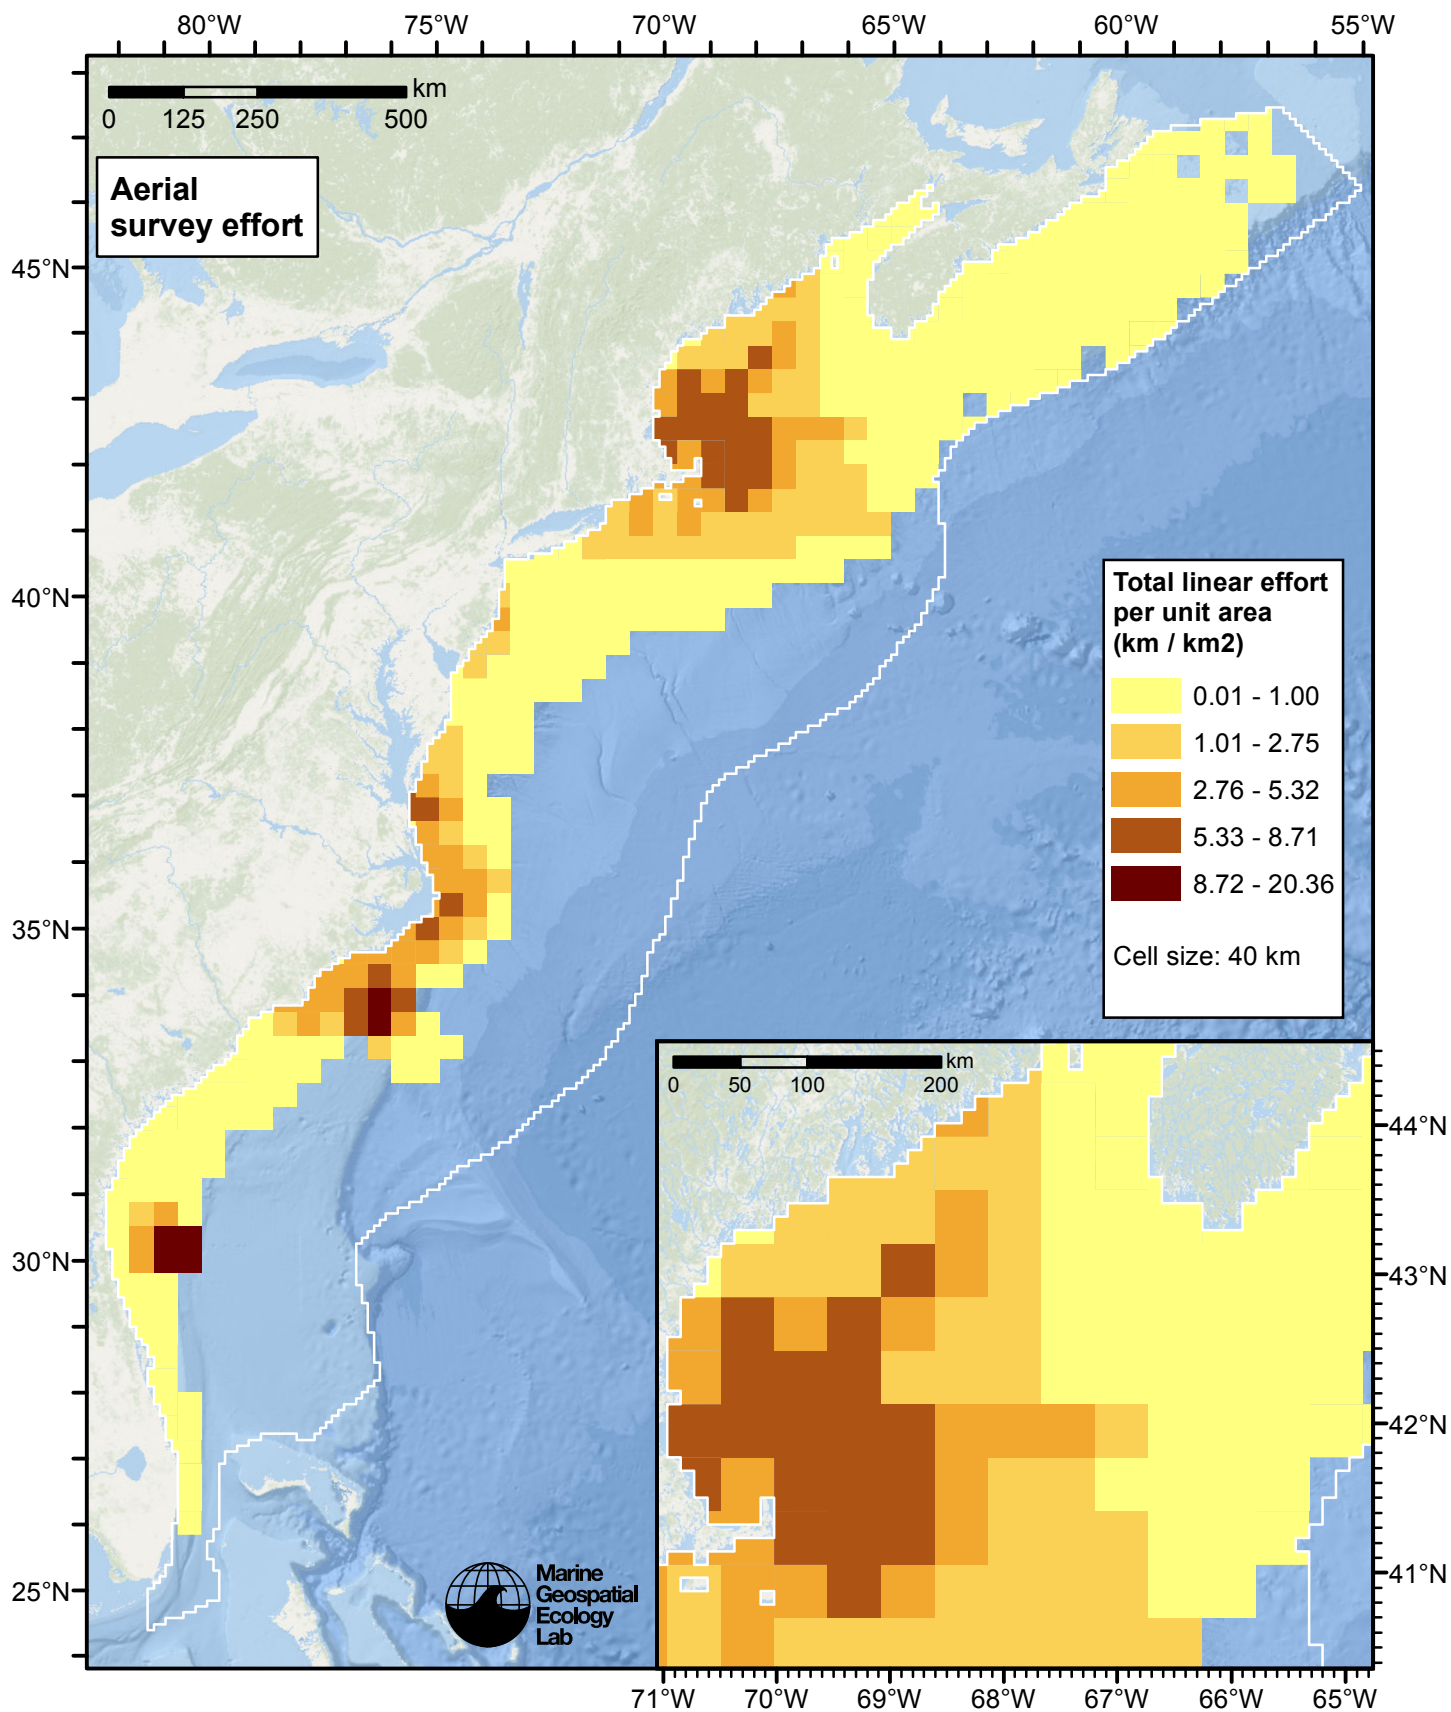 80°W 75°W 70°W 65°W 60°W 55°W
km
0 125 250 500
Aerial
survey effort
45°N
40°N
35°N
30°N
25°N
Total linear effort
per unit area
(km / km2)
0.01 - 1.00
1.01 - 2.75
2.76 - 5.32
5.33 - 8.71
8.72 - 20.36
Cell size: 40 km
km
0 50 100 200
44°N
43°N
42°N
41°N
Marine
Geospatial
Ecology
Lab
71°W 70°W 69°W 68°W 67°W 66°W 65°W